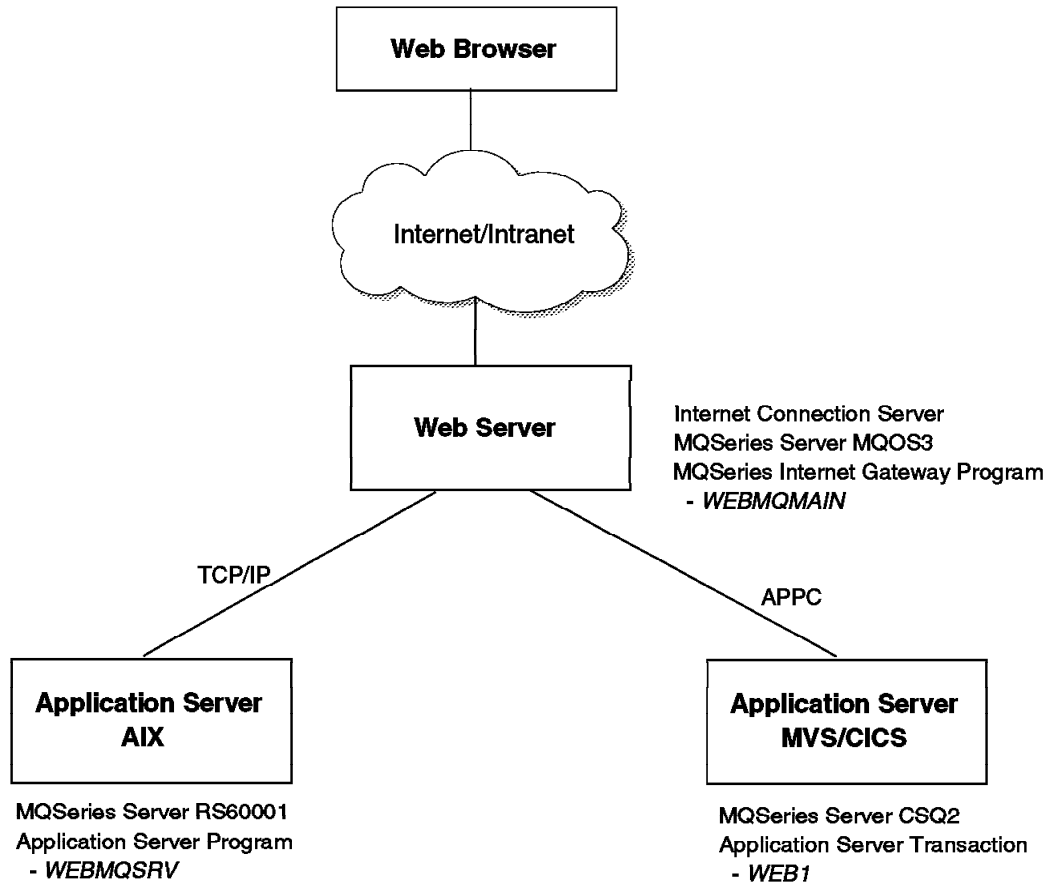 Web Browser
Internet/Intranet
Web Server
Internet Connection Server
MQSeries Server MQOS3
MQSeries Internet Gateway Program
- WEBMQMAIN
TCP/IP
APPC
Application Server
AIX
MQSeries Server RS60001
Application Server Program
- WEBMQSRV
Application Server
MVS/CICS
MQSeries Server CSQ2
Application Server Transaction
- WEB1